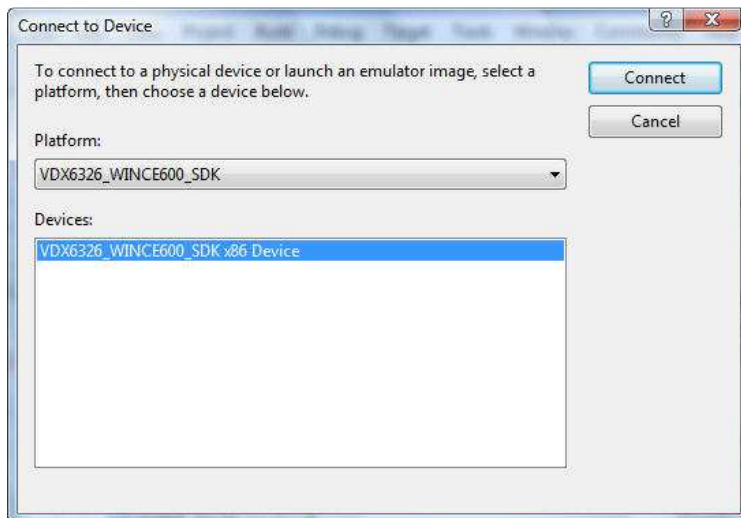 Connect to Device
To connect to a physical device or launch an emulator image, select a
platform, then choose a device below.
Connect
Cancel
Platform:
VDX6326_WINCE600_SDK
Devices:
VDX6326_WINCE600_SDK x86 Device